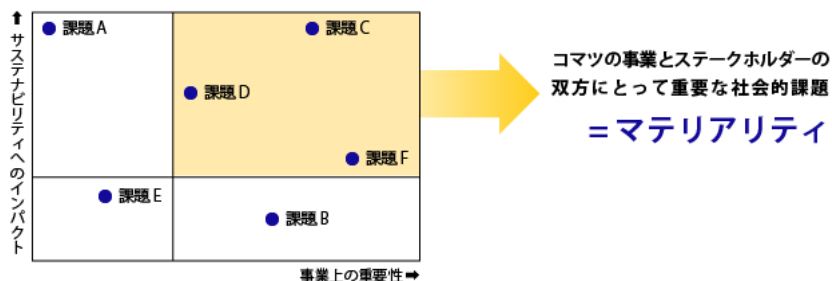 ↑サステナビリティへのインパクト
課題A
課題C
課題D
課題F
課題E
課題B
事業上の重要性➡
コマツの事業とステークホルダーの
双方にとって重要な社会的課題
=マテリアリティ